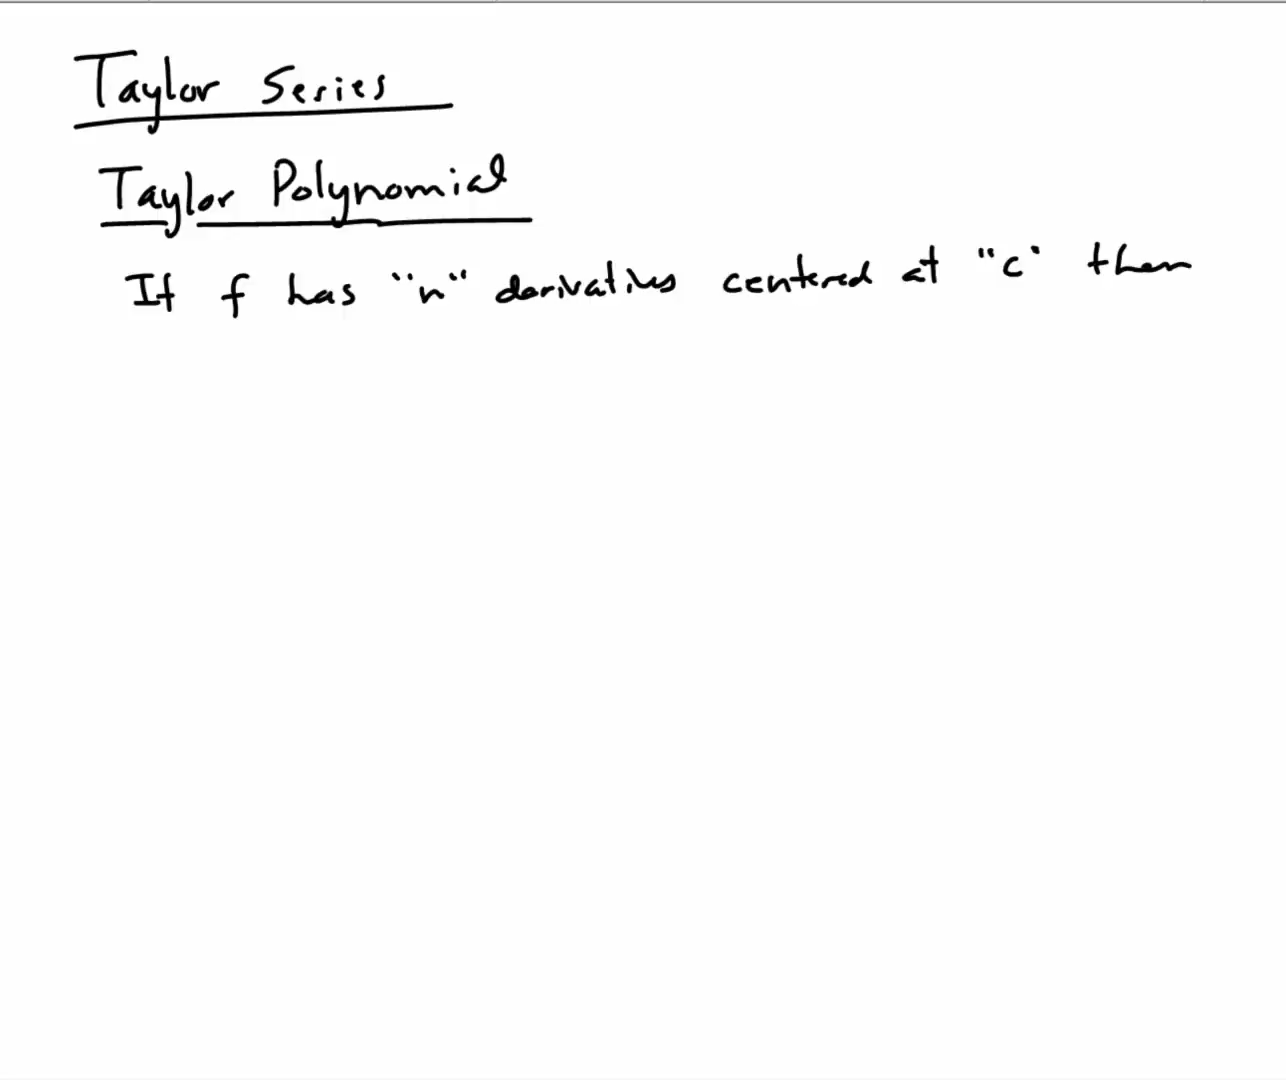 Taylor Series
Taylor Polynomial
If f has "n" derivatives centered at "c" then